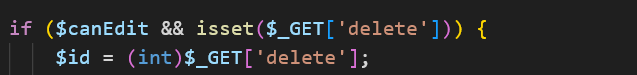 if ($canEdit && isset($_GET['delete'])) {
$id = (int)$_GET['delete'];